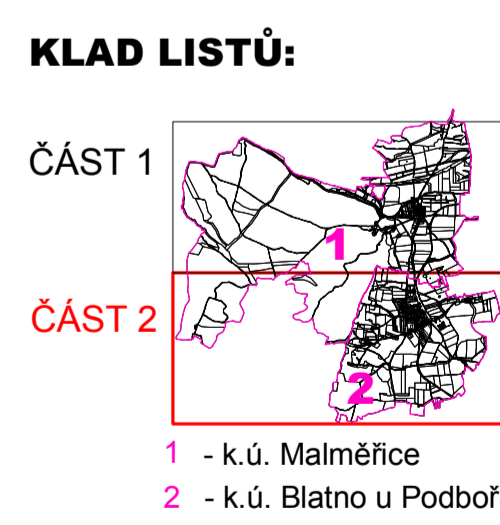 KLAD LISTŮ:
ČÁST 1
1
ČÁST 2
2
1 - k.ú. Malměřice
2 - k.ú. Blatno u Podboř